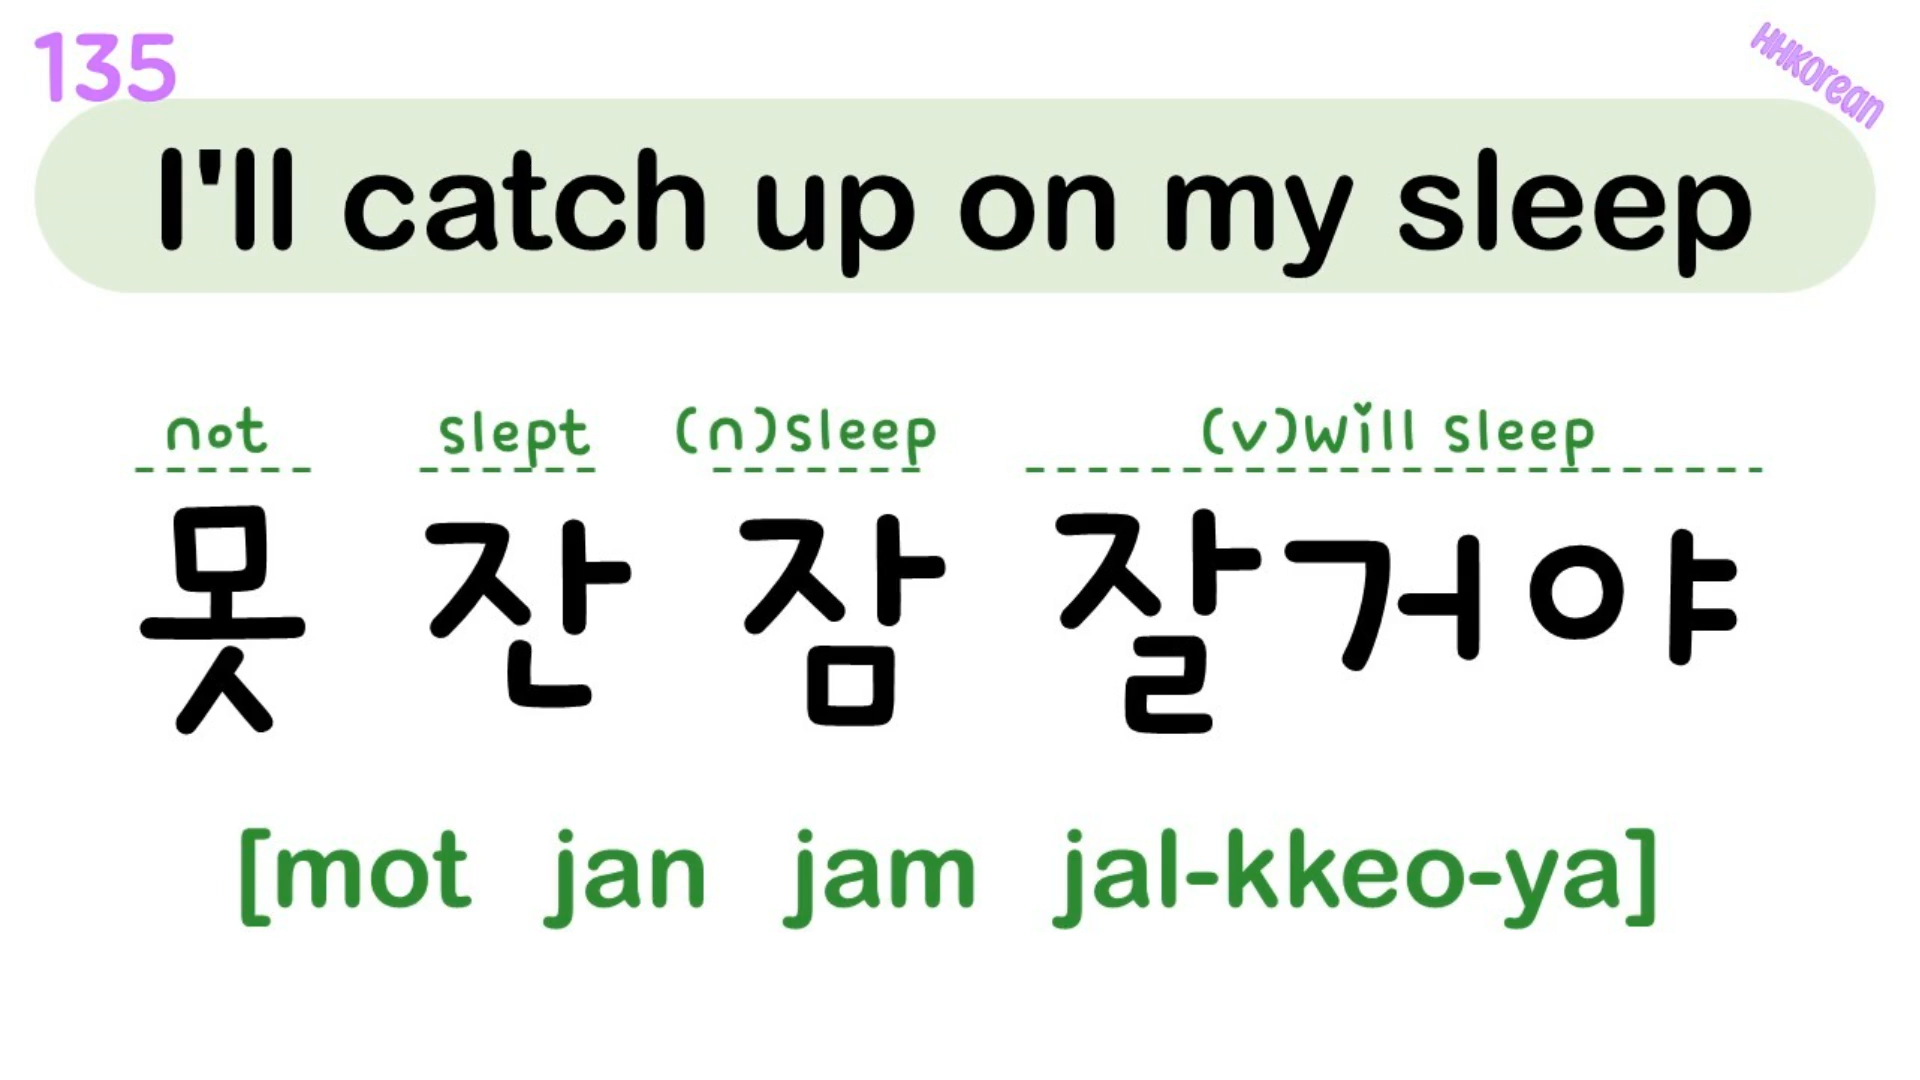 135
HHKorean
I'll catch up on my sleep
not slept (n)sleep (v)will sleep
못 잔 잠 잘거야
[mot jan jam jal-kkeo-ya]